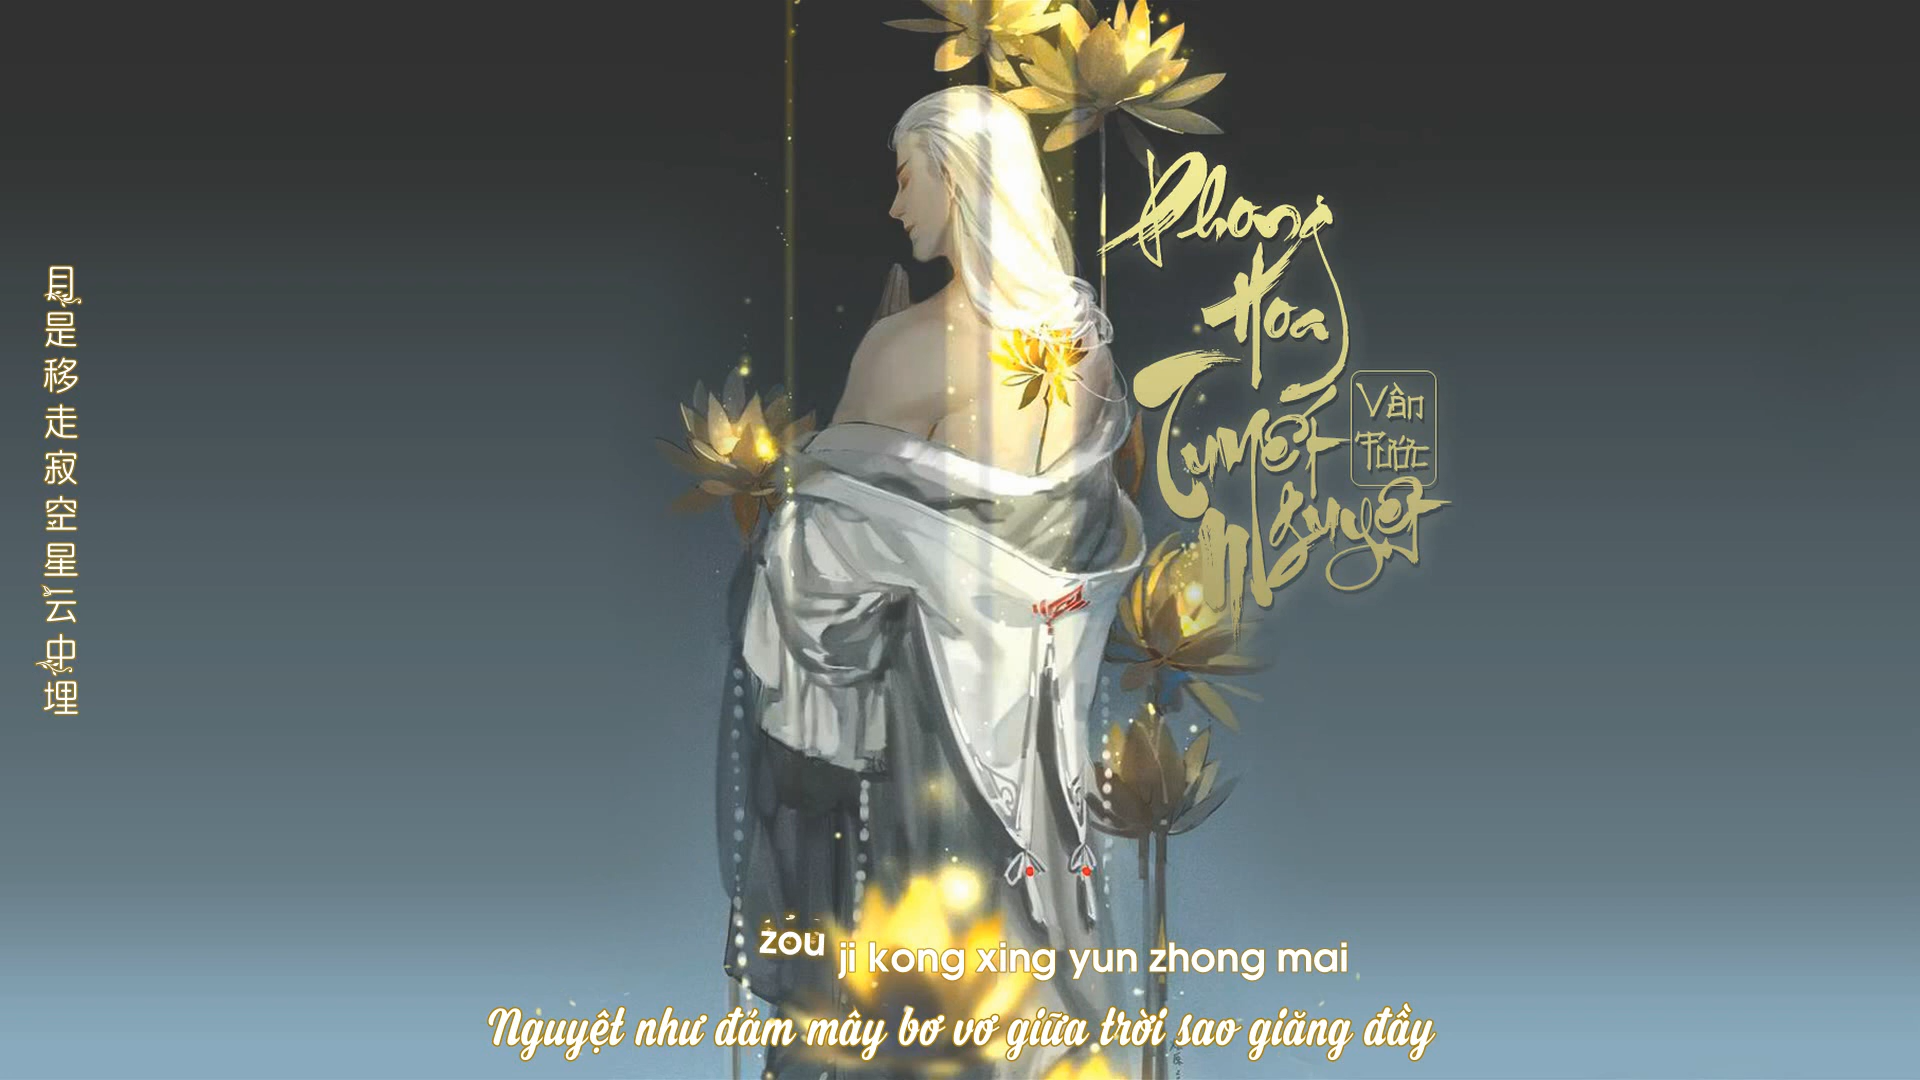 Phong
Hoa
Tuyết
Nguyệt
Vân
Tước
月是移走寂空星云中埋
zou ji kong xing yun zhong mai
Nguyệt như đám mây bơ vơ giữa trời sao giăng đầy